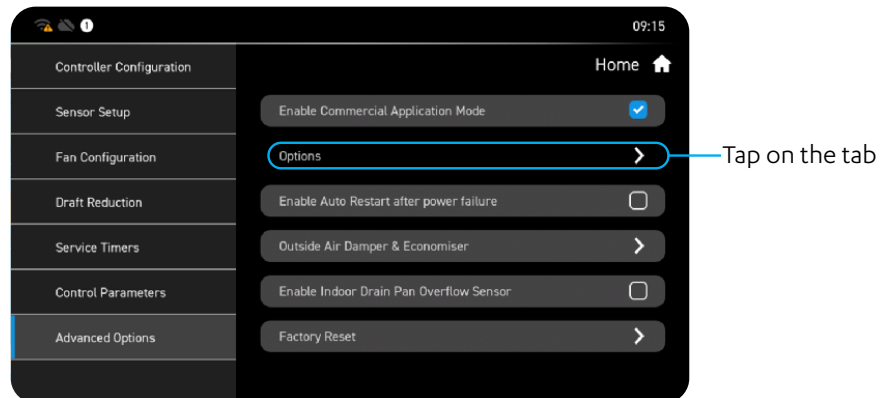 1
09:15
Home
Controller Configuration
Sensor Setup
Fan Configuration
Draft Reduction
Service Timers
Control Parameters
Advanced Options
Enable Commercial Application Mode
Options
Enable Auto Restart after power failure
Outside Air Damper & Economiser
Enable Indoor Drain Pan Overflow Sensor
Factory Reset
Tap on the tab